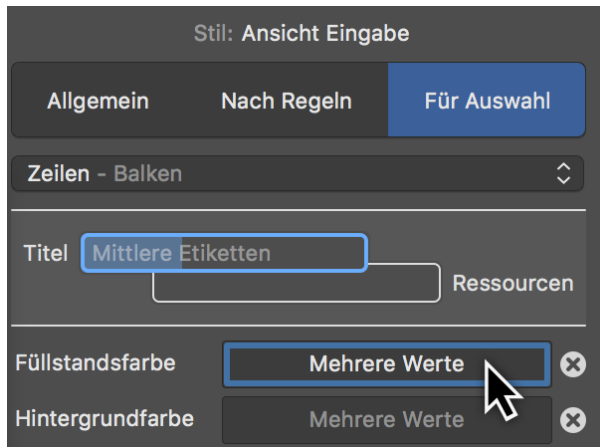 Stil: Ansicht Eingabe
Allgemein Nach Regeln Für Auswahl
Zeilen – Balken
Titel Mittlere Etiketten
Ressourcen
Füllstandsfarbe Mehrere Werte
Hintergrundfarbe Mehrere Werte